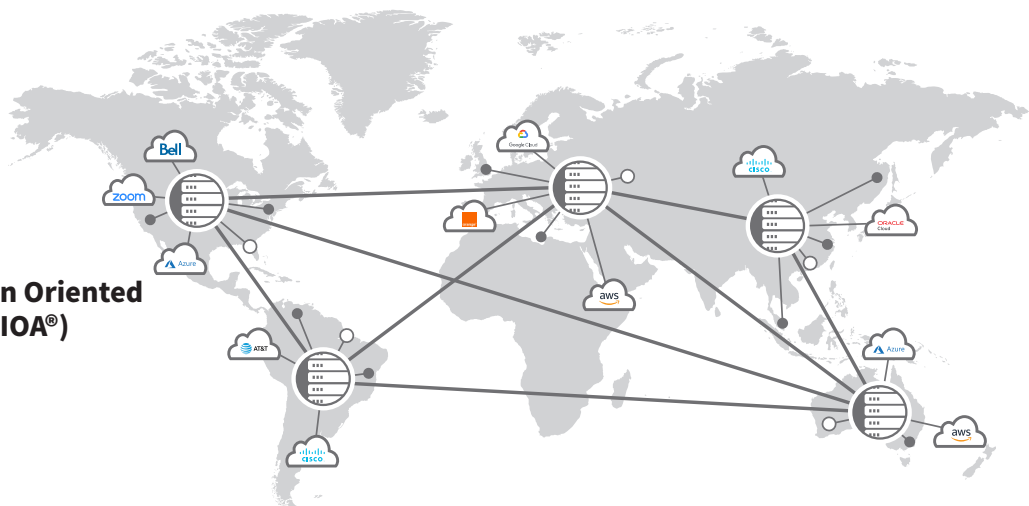 Bell
Google Cloud
CISCO
zoom
orange
ORACLE
Cloud
Azure
n Oriented
IOA®)
aws
AT&T
Azure
aws
CISCO